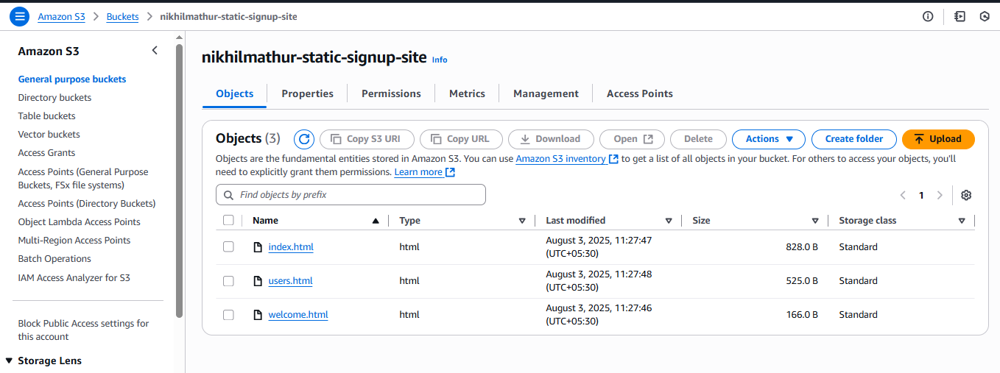 Amazon S3 > Buckets > nikhilmathur-static-signup-site
Amazon S3
General purpose buckets
Directory buckets
Table buckets
Vector buckets
Access Grants
Access Points (General Purpose
Buckets, FSx file systems)
Access Points (Directory Buckets)
Object Lambda Access Points
Multi-Region Access Points
Batch Operations
IAM Access Analyzer for S3
Block Public Access settings for
this account
Storage Lens
nikhilmathur-static-signup-site Info
Objects Properties Permissions Metrics Management Access Points
Objects (3) Copy S3 URI Copy URL Download Open Delete Actions Create folder Upload
Objects are the fundamental entities stored in Amazon S3. You can use Amazon S3 inventory to get a list of all objects in your bucket. For others to access your objects, you'll
need to explicitly grant them permissions. Learn more
Find objects by prefix
1
Name Type Last modified Size Storage class
index.html html August 3, 2025, 11:27:47 828.0 B Standard
(UTC+05:30)
users.html html August 3, 2025, 11:27:48 525.0 B Standard
(UTC+05:30)
welcome.html html August 3, 2025, 11:27:46 166.0 B Standard
(UTC+05:30)